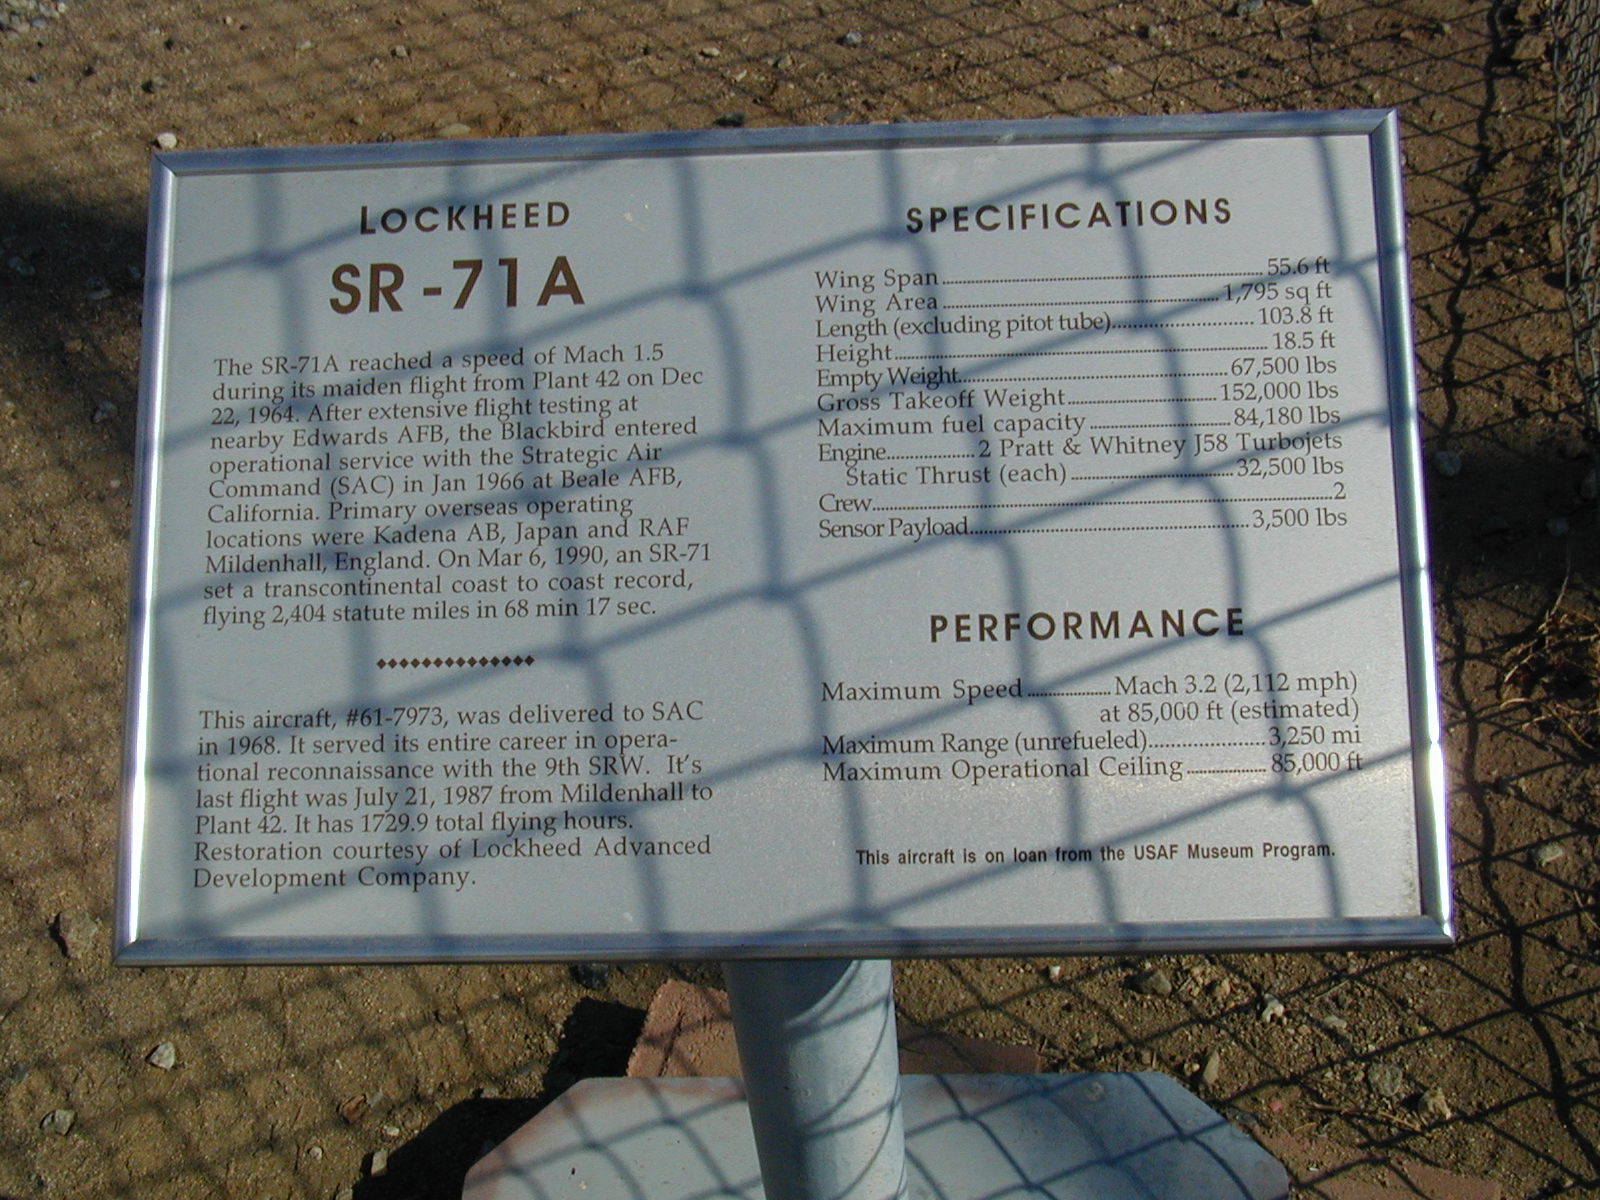 LOCKHEED
SR-71A
The SR-71A reached a speed of Mach 1.5
during its maiden flight from Plant 42 on Dec
22, 1964. After extensive flight testing at
nearby Edwards AFB, the Blackbird entered
operational service with the Strategic Air
Command (SAC) in Jan 1966 at Beale AFB,
California. Primary overseas operating
locations were Kadena AB, Japan and RAF
Mildenhall, England. On Mar 6, 1990, an SR-71
set a transcontinental coast to coast record,
flying 2,404 statute miles in 68 min 17 sec.
This aircraft, #61-7973, was delivered to SAC
in 1968. It served its entire career in opera-
tional reconnaissance with the 9th SRW. It's
last flight was July 21, 1987 from Mildenhall to
Plant 42. It has 1729.9 total flying hours.
Restoration courtesy of Lockheed Advanced
Development Company.
SPECIFICATIONS
Wing Span........55.6 ft
Wing Area........1,795 sq ft
Length (excluding pitot tube)........103.8 ft
Height........18.5 ft
Empty Weight........67,500 lbs
Gross Takeoff Weight........152,000 lbs
Maximum fuel capacity........84,180 lbs
Engine........2 Pratt & Whitney J58 Turbojets
Static Thrust (each)........32,500 lbs
Crew........2
Sensor Payload........3,500 lbs
PERFORMANCE
Maximum Speed........Mach 3.2 (2,112 mph)
at 85,000 ft (estimated)
Maximum Range (unrefueled)........3,250 mi
Maximum Operational Ceiling........85,000 ft
This aircraft is on loan from the USAF Museum Program.